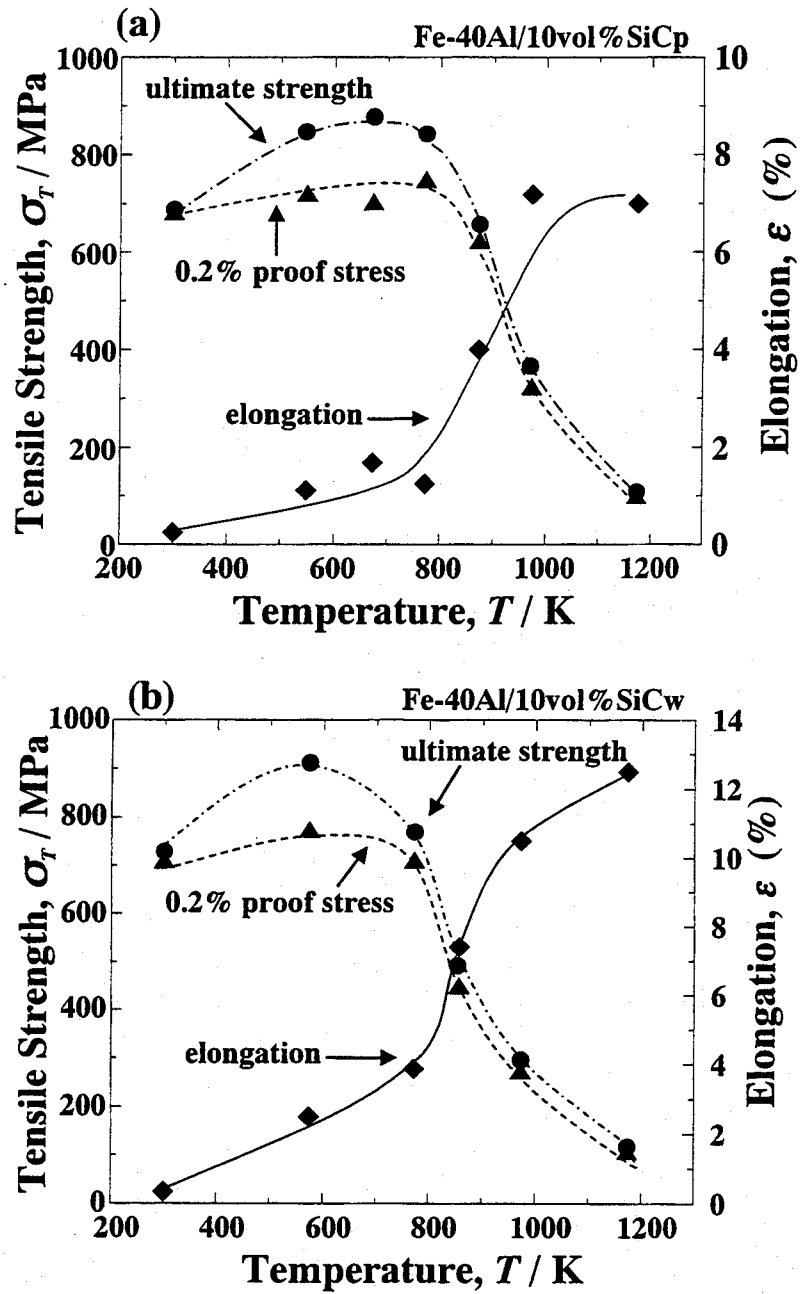 (a)
Fe-40Al/10vol%SiCp
1000
800
600
400
200
0
10
8
6
4
2
0
ultimate strength
0.2% proof stress
elongation
200 400 600 800 1000 1200
Tensile Strength, σT / MPa
Elongation, ε (%)
Temperature, T / K
(b)
Fe-40Al/10vol%SiCw
1000
800
600
400
200
0
14
12
10
8
6
4
2
0
ultimate strength
0.2% proof stress
elongation
200 400 600 800 1000 1200
Tensile Strength, σT / MPa
Elongation, ε (%)
Temperature, T / K